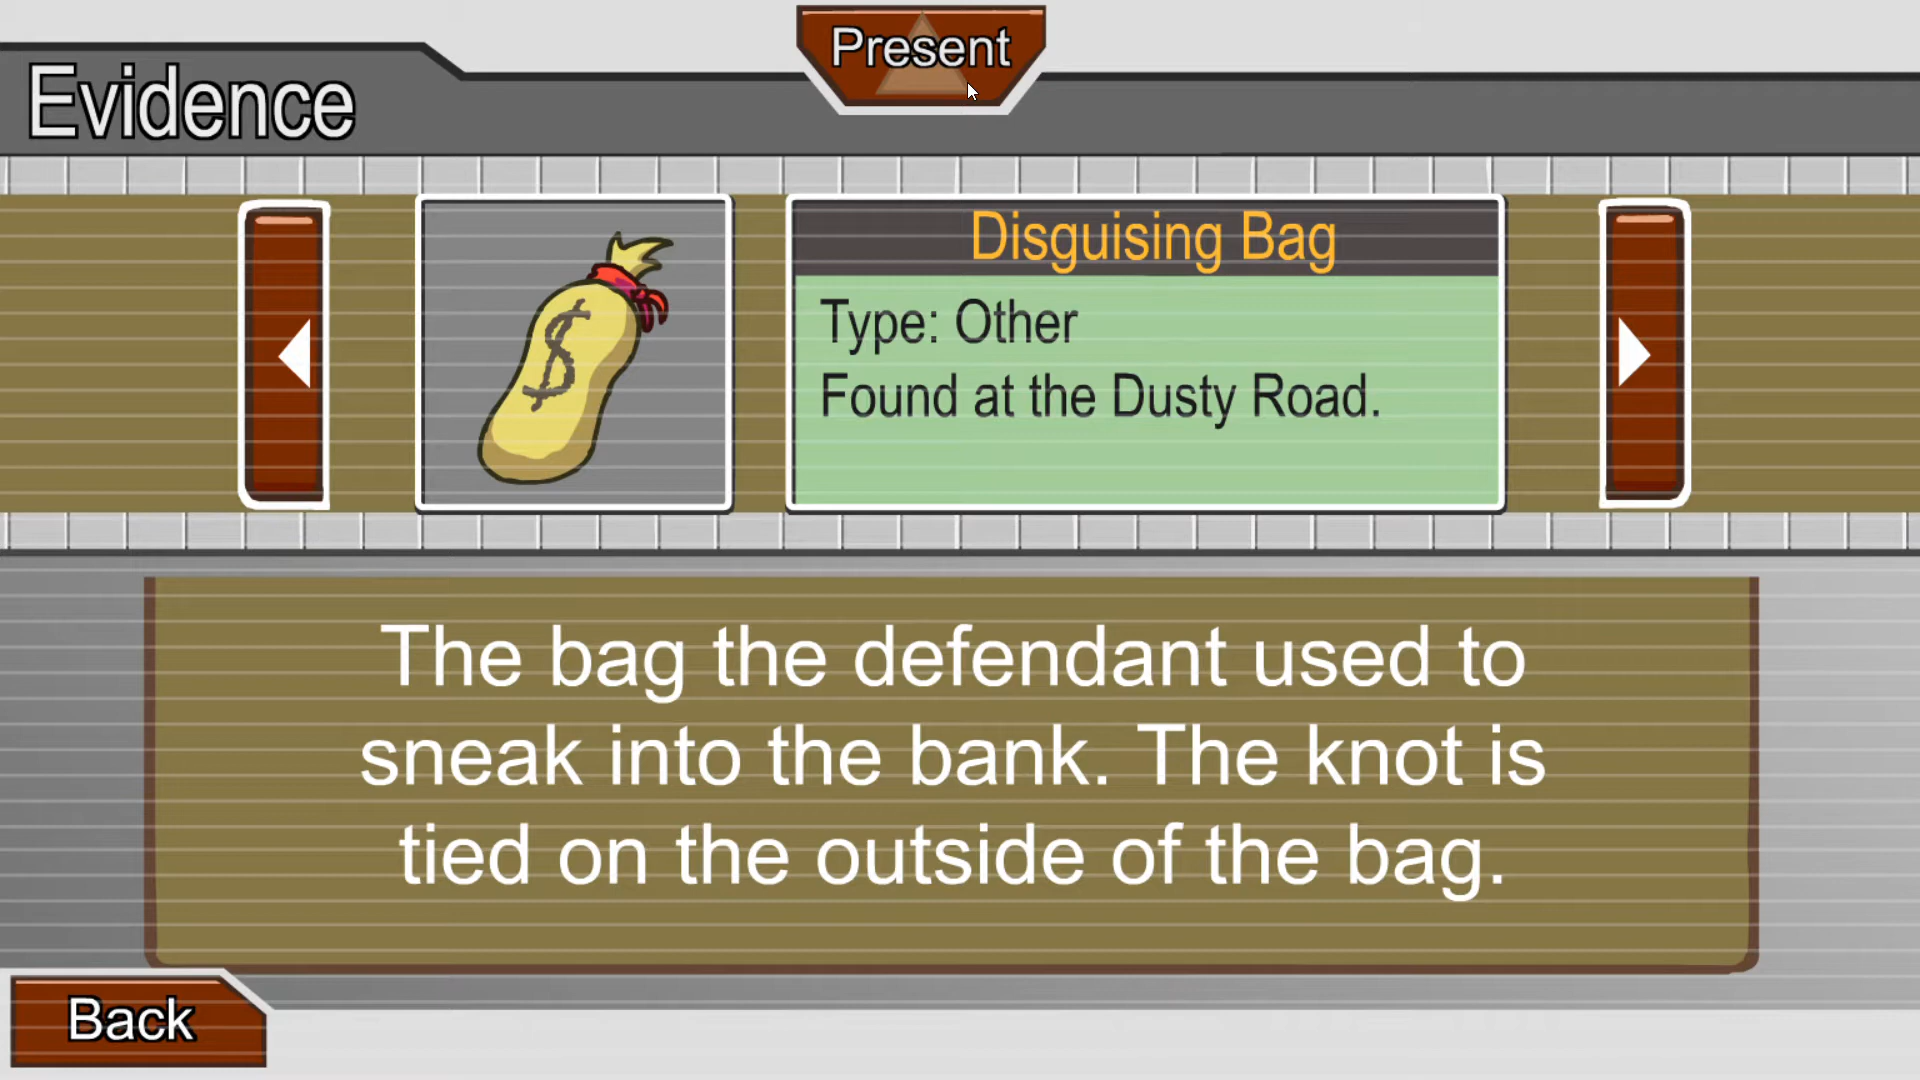 Present
Evidence
Disguising Bag
Type: Other
Found at the Dusty Road.
$
The bag the defendant used to
sneak into the bank. The knot is
tied on the outside of the bag.
Back